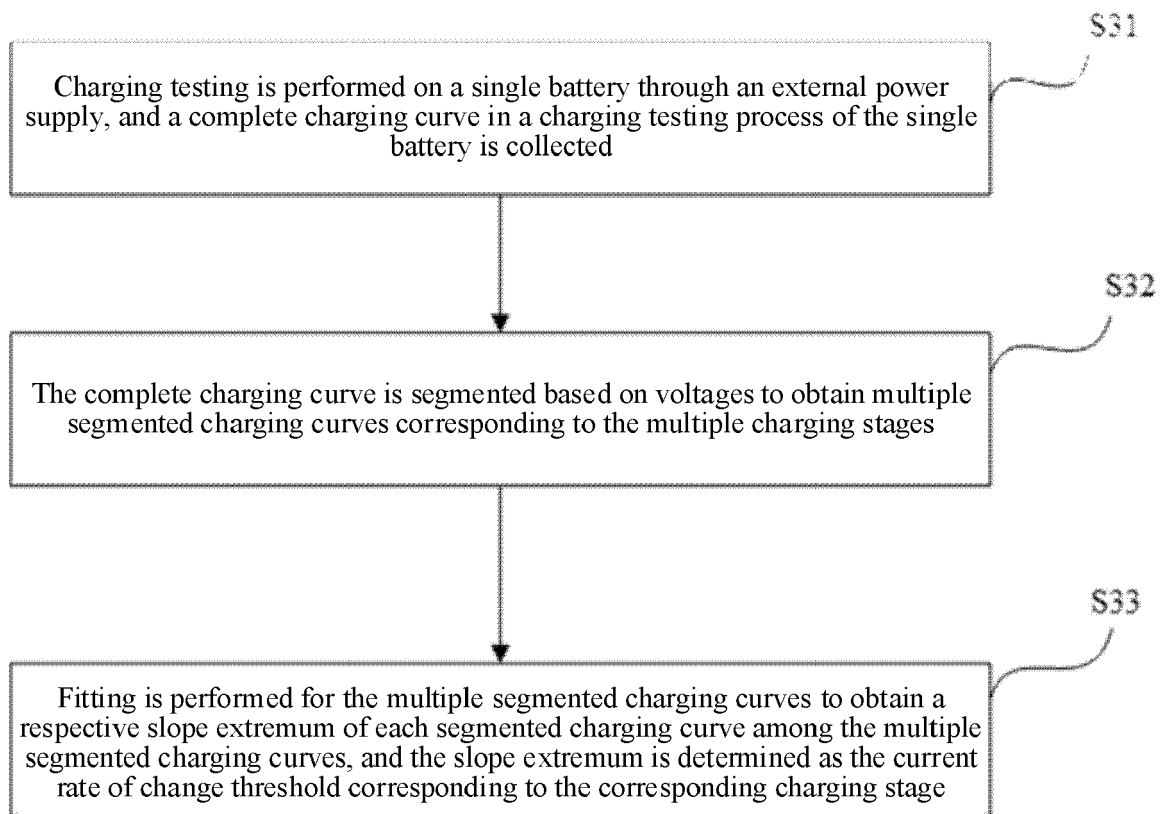 S31
Charging testing is performed on a single battery through an external power
supply, and a complete charging curve in a charging testing process of the single
battery is collected
S32
The complete charging curve is segmented based on voltages to obtain multiple
segmented charging curves corresponding to the multiple charging stages
S33
Fitting is performed for the multiple segmented charging curves to obtain a
respective slope extremum of each segmented charging curve among the multiple
segmented charging curves, and the slope extremum is determined as the current
rate of change threshold corresponding to the corresponding charging stage